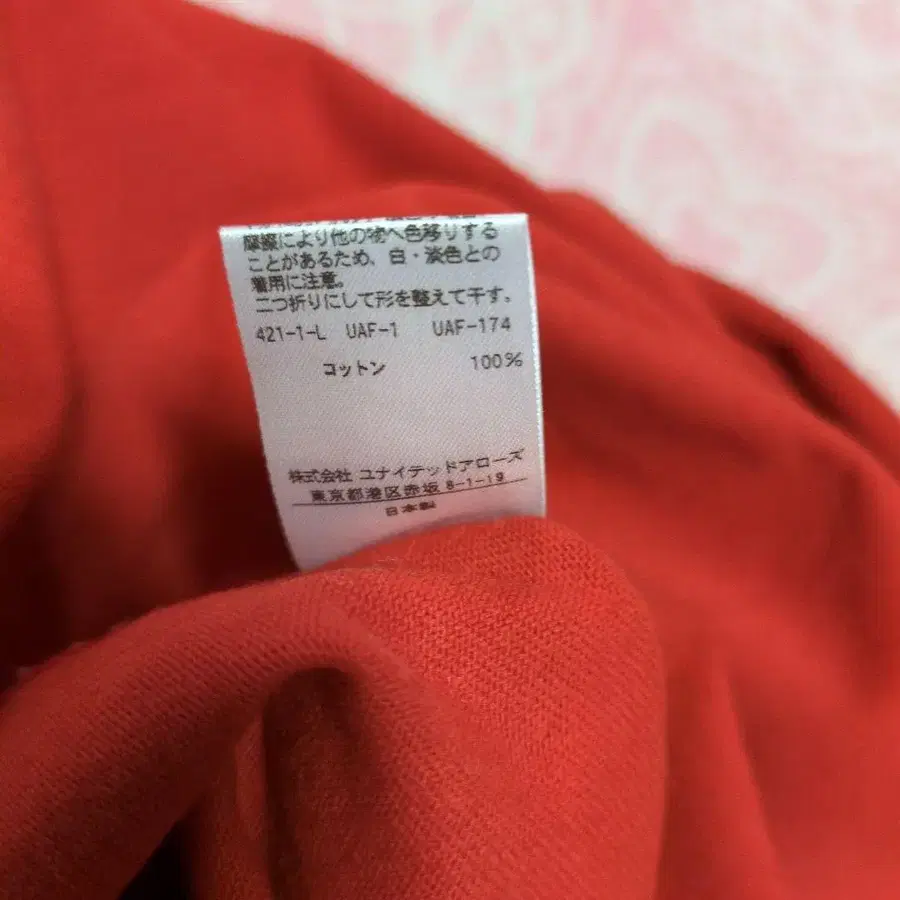 摩擦により他の物へ色移りする
ことがあるため、白・淡色との
着用に注意。
二つ折りにして形を整えて干す。
421-1-L UAF-1 UAF-174
コットン 100%
株式会社 ユナイテッドアローズ
東京都港区赤坂 8-1-19
日本製